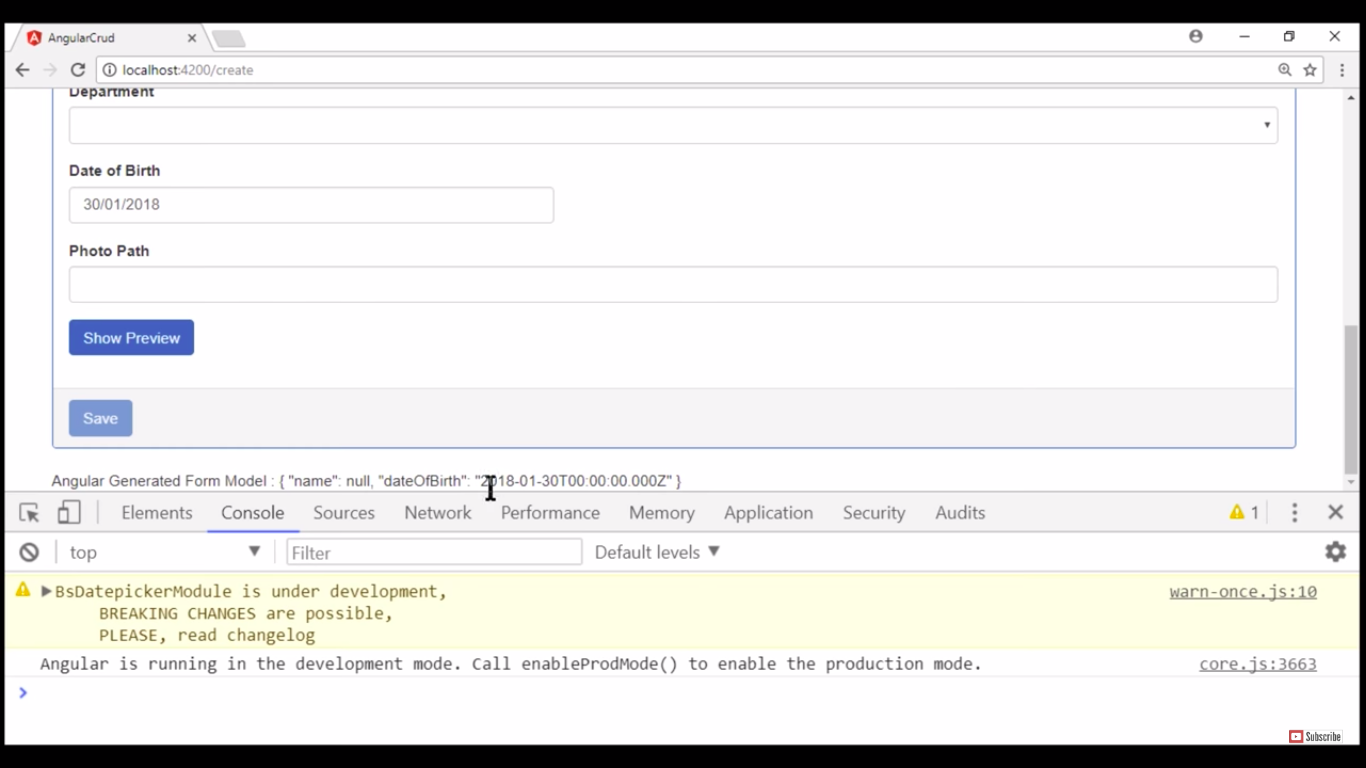 AngularCrud
localhost:4200/create
Department
Date of Birth
30/01/2018
Photo Path
Show Preview
Save
Angular Generated Form Model : { "name": null, "dateOfBirth": "2018-01-30T00:00:00.000Z" }
Elements Console Sources Network Performance Memory Application Security Audits 1
top Filter Default levels
BsDatepickerModule is under development, warn-once.js:10
BREAKING CHANGES are possible,
PLEASE, read changelog
Angular is running in the development mode. Call enableProdMode() to enable the production mode. core.js:3663
Subscribe